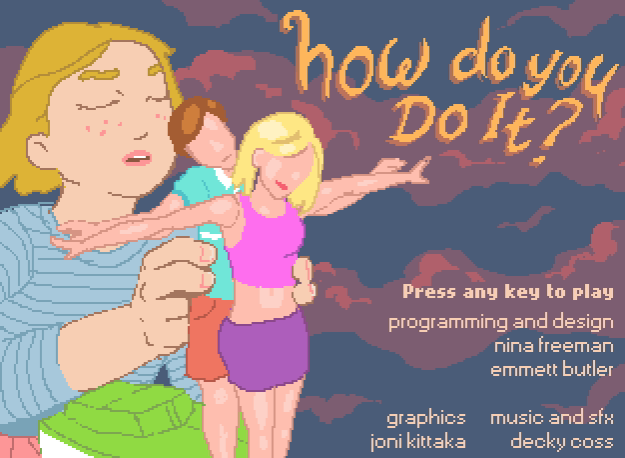 how do you
Do It?
Press any key to play
programming and design
nina freeman
emmett butler
graphics music and sfx
joni kittaka decky coss